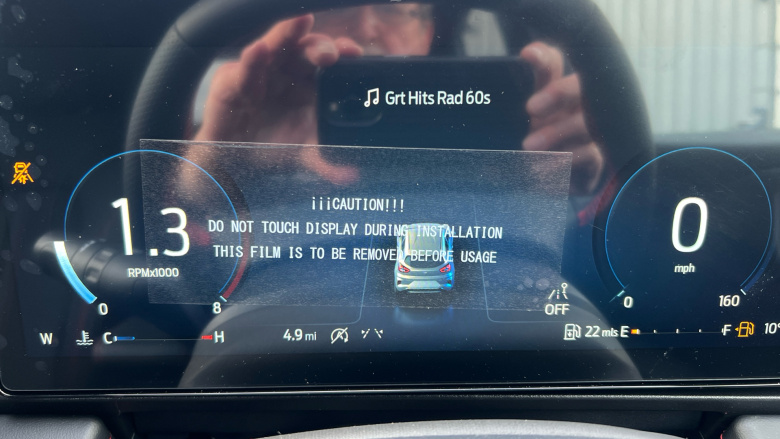 Grt Hits Rad 60s
¡¡¡CAUTION!!!
DO NOT TOUCH DISPLAY DURING INSTALLATION
THIS FILM IS TO BE REMOVED BEFORE USAGE
1.3
RPMx1000
0
8
0
mph
0
160
OFF
W
C
H
4.9 mi
22 mls
E
F
10°